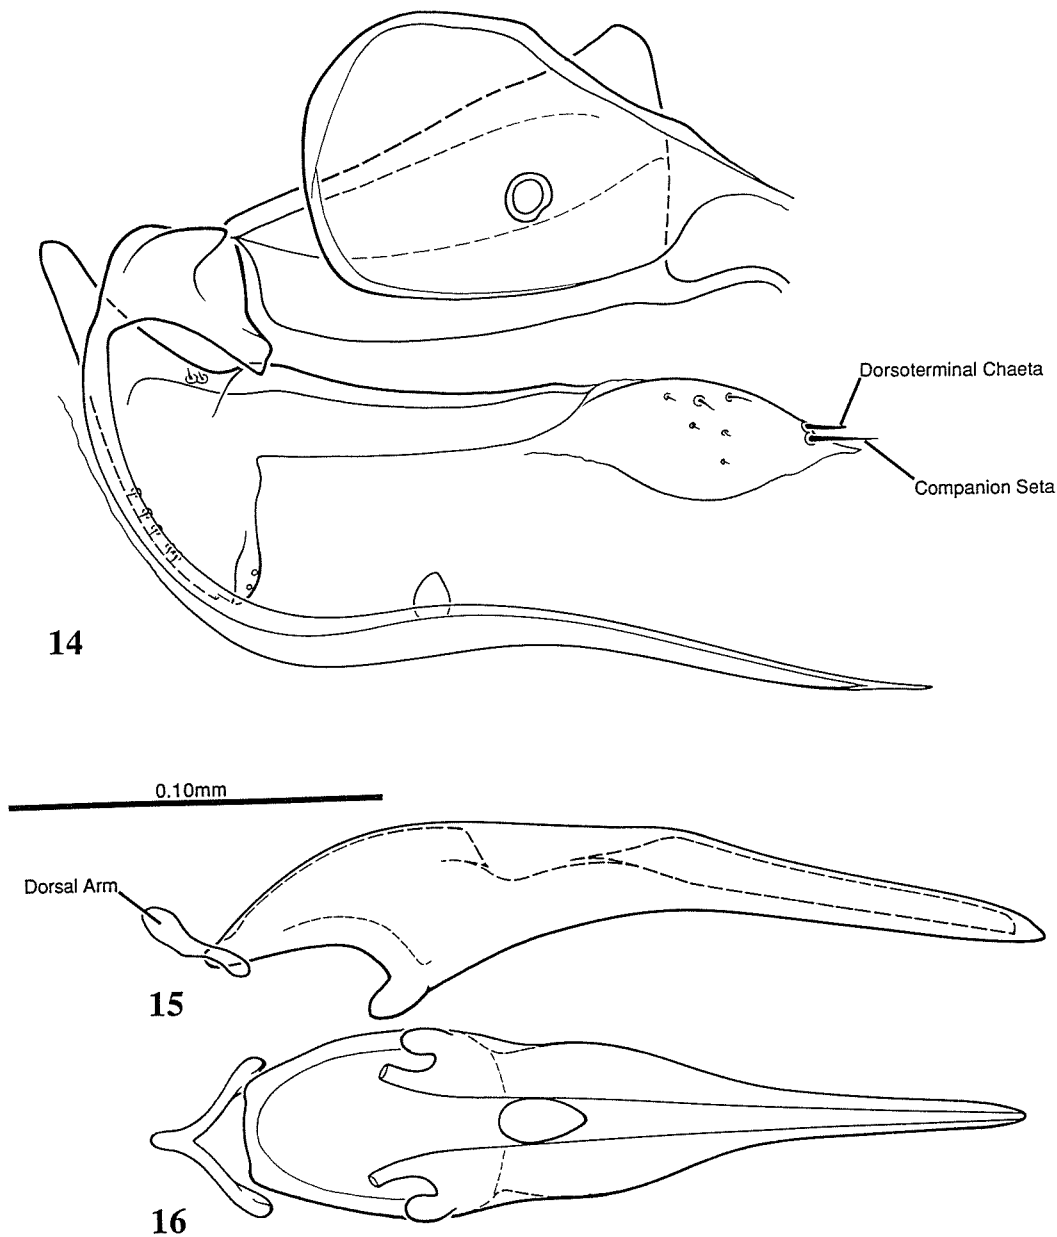 Dorsoterminal Chaeta
Companion Seta
14
0.10mm
Dorsal Arm
15
16